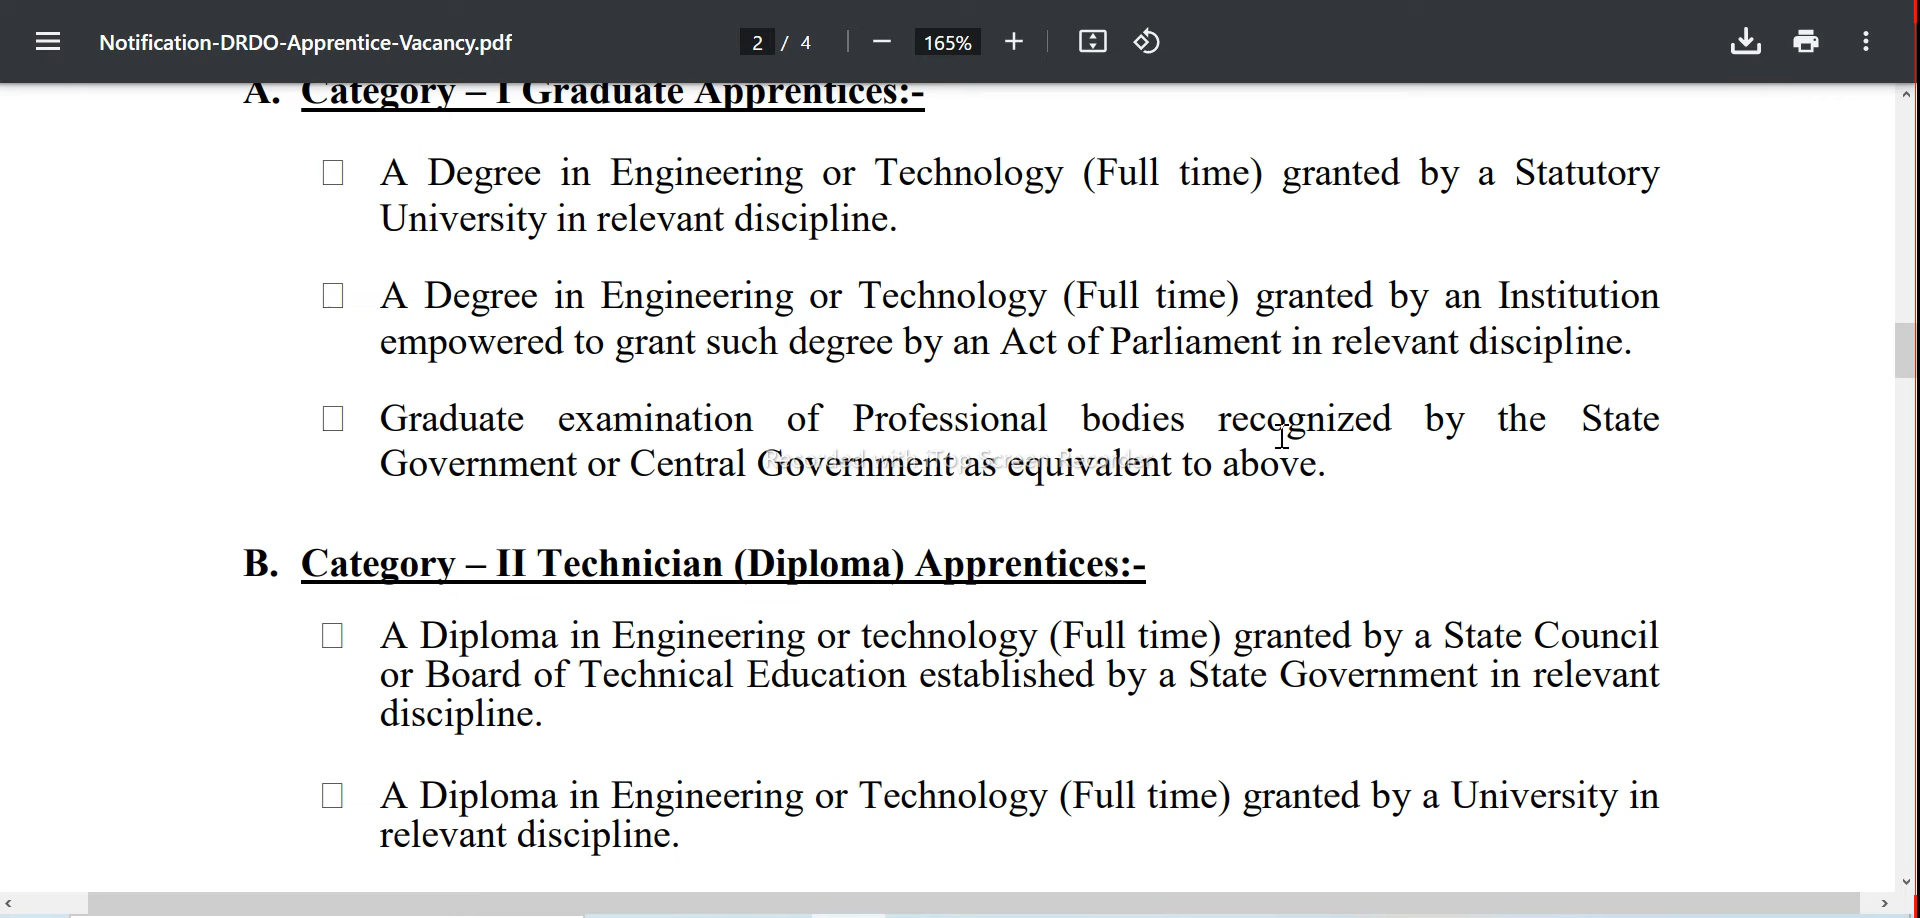 Notification-DRDO-Apprentice-Vacancy.pdf
2 / 4
165%
A. Category – I Graduate Apprentices:-
A Degree in Engineering or Technology (Full time) granted by a Statutory
University in relevant discipline.
A Degree in Engineering or Technology (Full time) granted by an Institution
empowered to grant such degree by an Act of Parliament in relevant discipline.
Graduate examination of Professional bodies recognized by the State
Government or Central Government as equivalent to above.
Recorded with iTop Screen Recorder
B. Category – II Technician (Diploma) Apprentices:-
A Diploma in Engineering or technology (Full time) granted by a State Council
or Board of Technical Education established by a State Government in relevant
discipline.
A Diploma in Engineering or Technology (Full time) granted by a University in
relevant discipline.